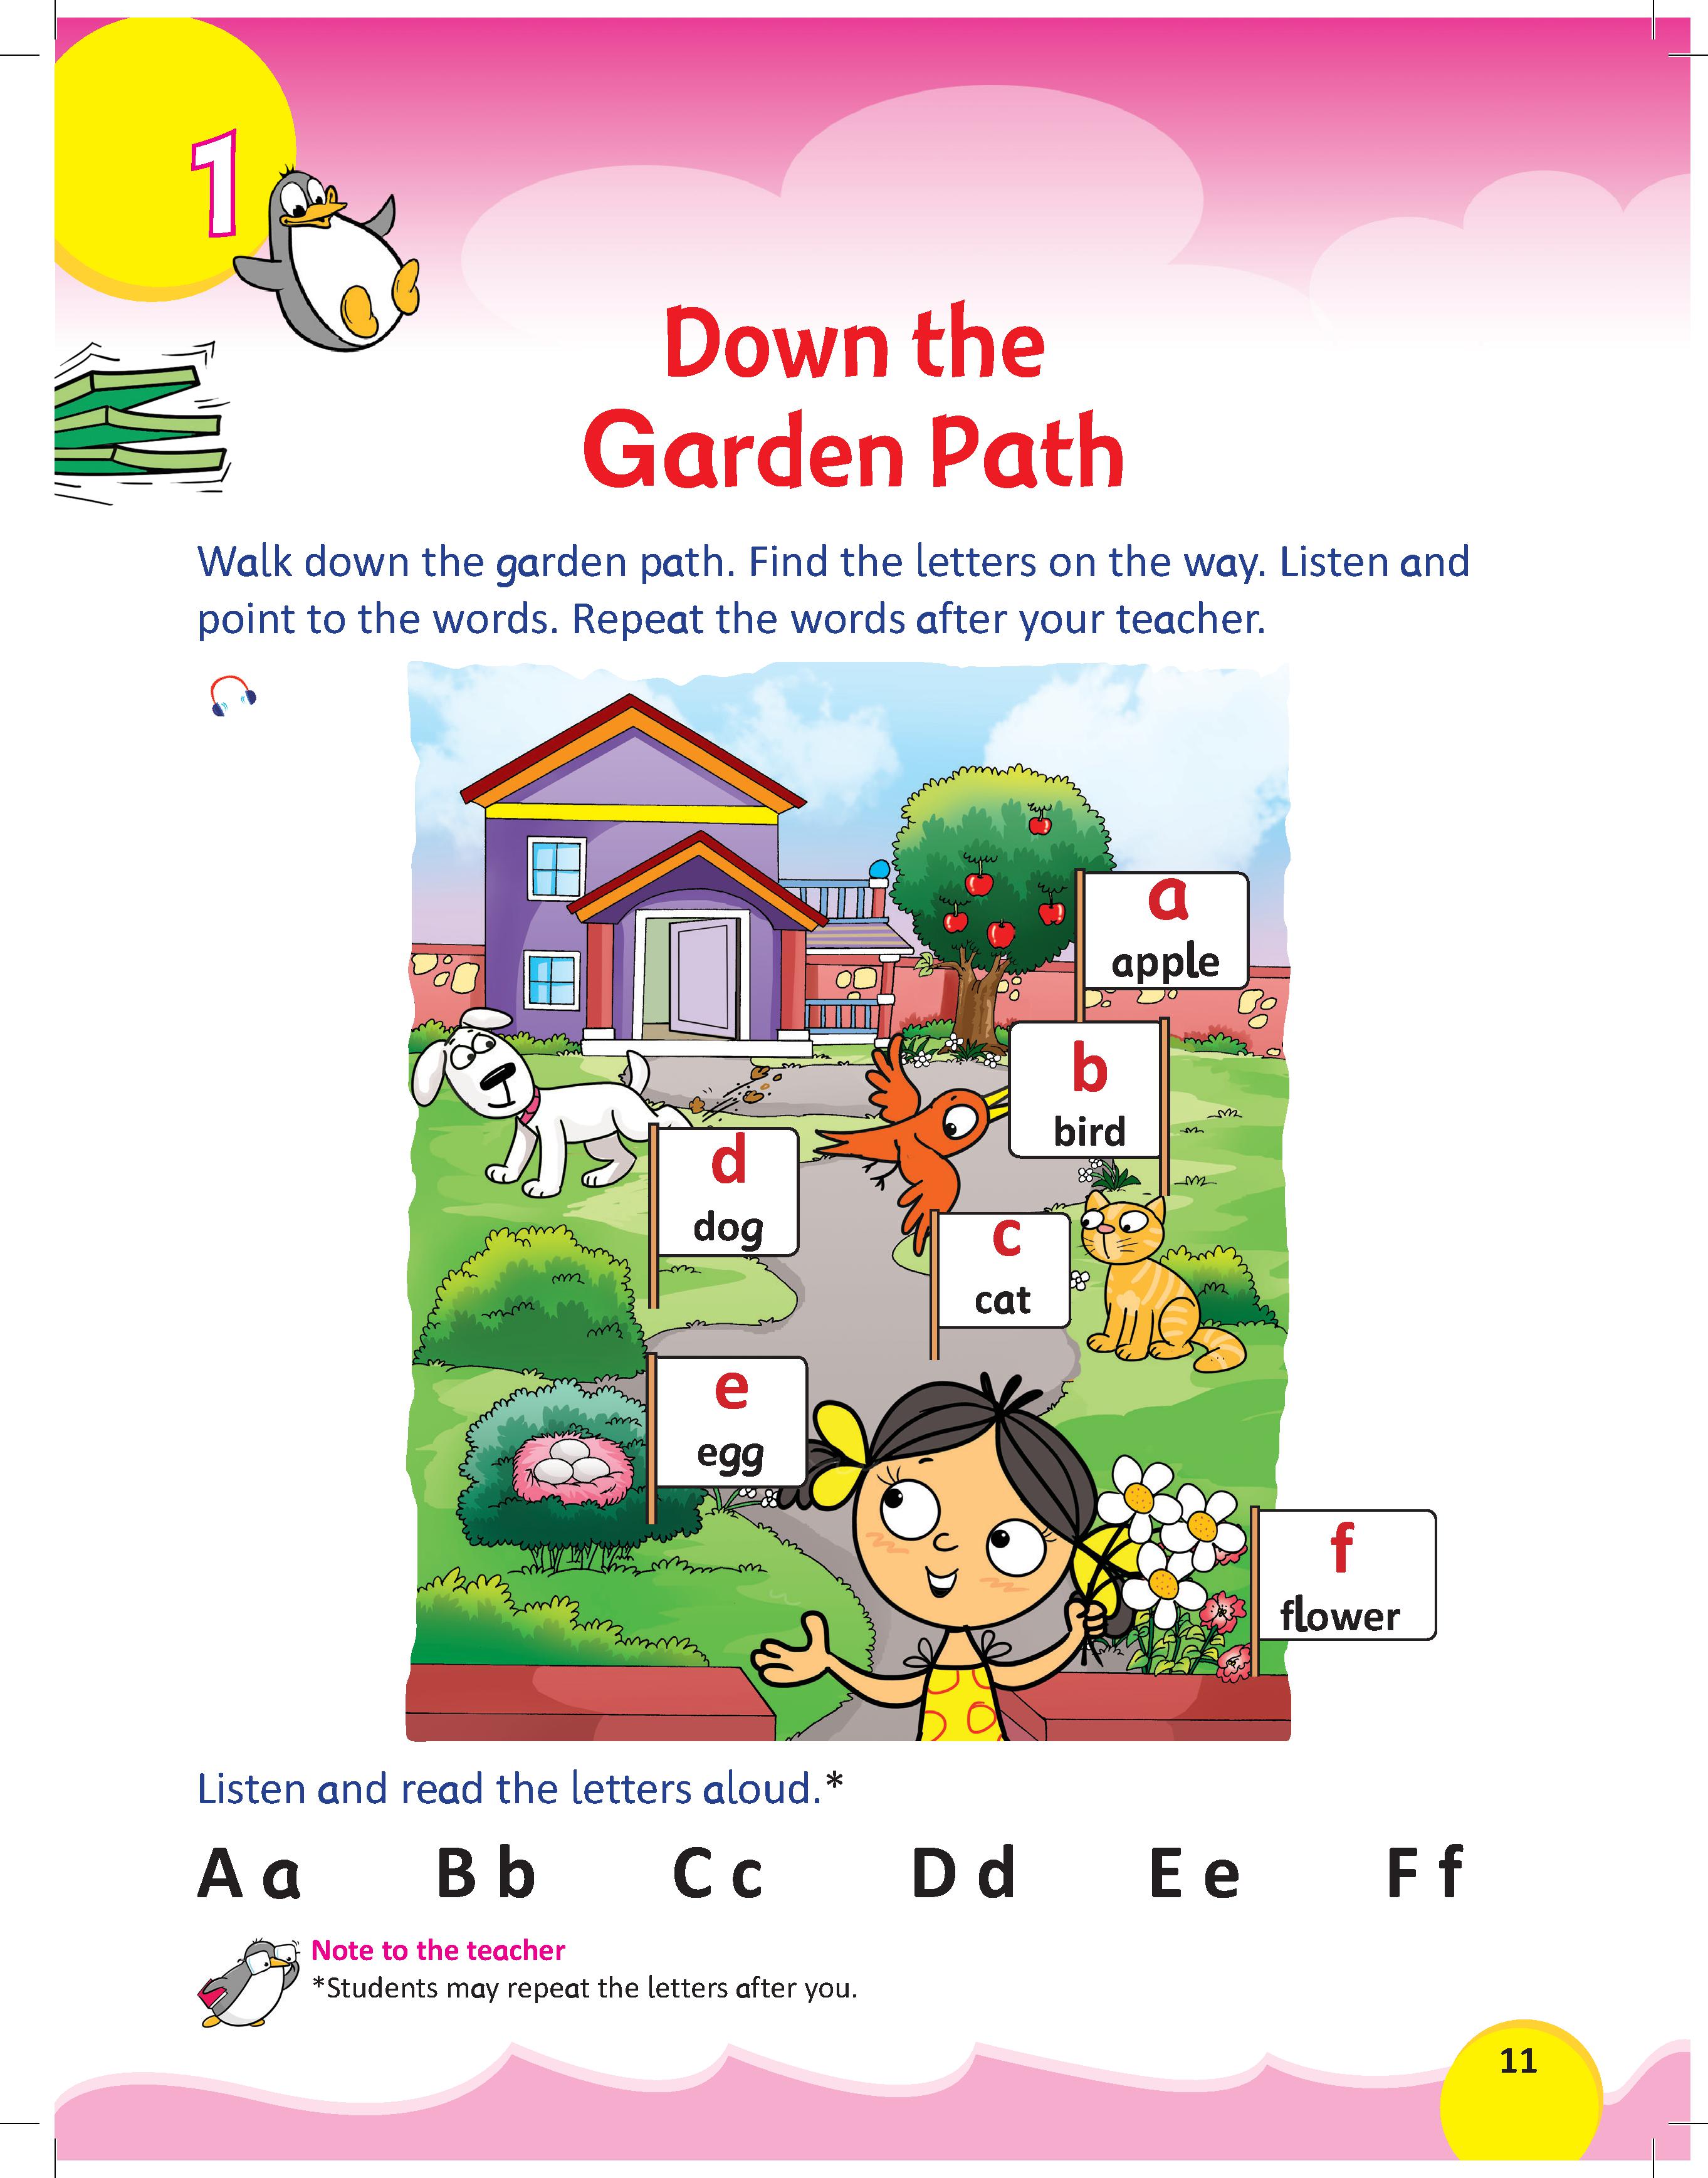 1
Down the
Garden Path
Walk down the garden path. Find the letters on the way. Listen and
point to the words. Repeat the words after your teacher.
a
apple
b
bird
d
dog
c
cat
e
egg
f
flower
Listen and read the letters aloud.*
A a B b C c D d E e F f
Note to the teacher
*Students may repeat the letters after you.
11